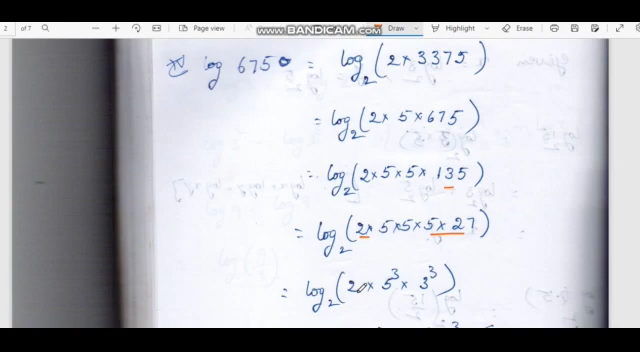 www.BANDICAM.com
2 of 7 Page view Draw Highlight Erase
log 6750 = log₂(2×3375)
= log₂(2×5×675)
= log₂(2×5×5×135)
= log₂(2×5×5×5×27)
= log₂(2×5³×3³)